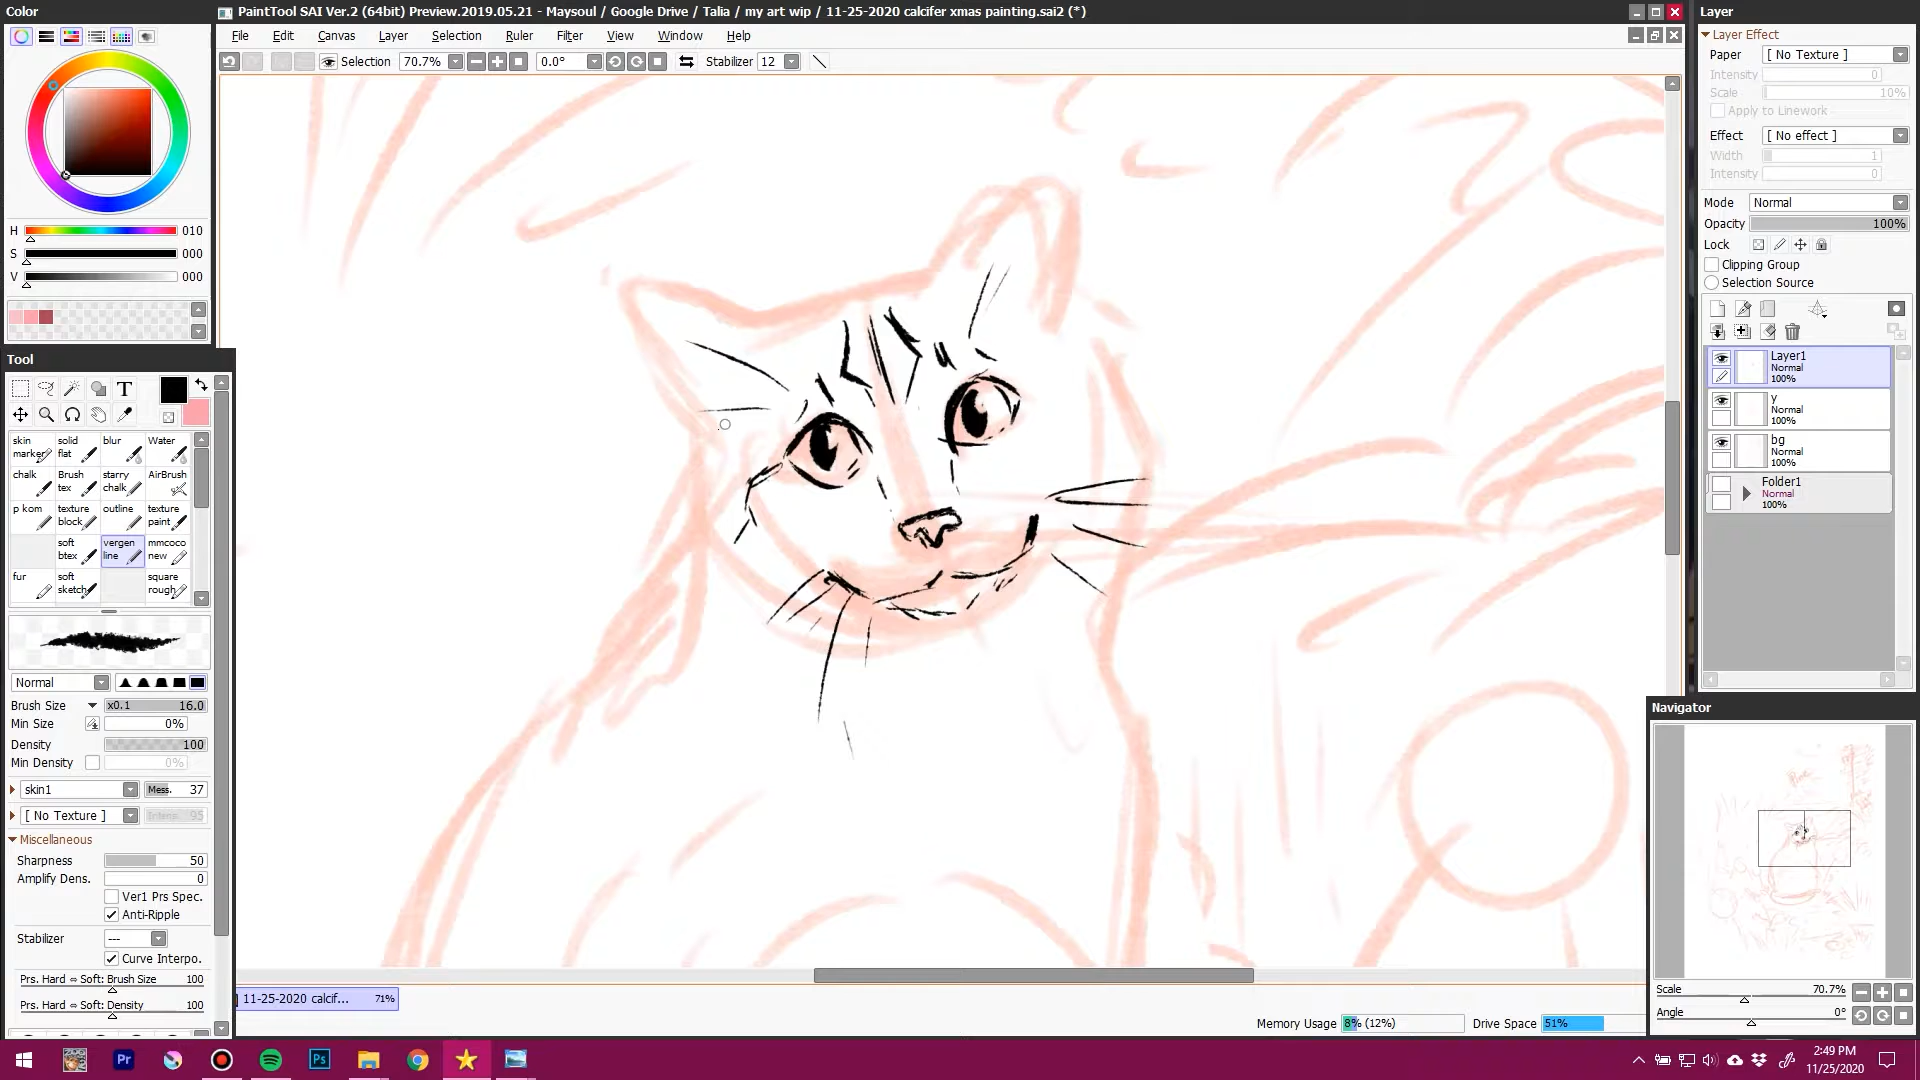 Color
PaintTool SAI Ver.2 (64bit) Preview.2019.05.21 - Maysoul / Google Drive / Talia / my art wip / 11-25-2020 calcifer xmas painting.sai2 (*)
Layer
File Edit Canvas Layer Selection Ruler Filter View Window Help
Selection 70.7% 0.0° Stabilizer 12
H 010
S 000
V 000
Tool
T
skin marker
solid flat
blur
Water
chalk
Brush tex
starry chalk
AirBrush
p kom
texture block
outline
texture paint
soft btex
vergen line
mmcoco new
fur
soft sketch
square rough
Normal
Brush Size x0.1 16.0
Min Size 0%
Density 100
Min Density 0%
skin1 Mess. 37
[ No Texture ] Intens. 95
Miscellaneous
Sharpness 50
Amplify Dens. 0
Ver1 Prs Spec.
Anti-Ripple
Stabilizer ---
Curve Interpo.
Prs. Hard ⇔ Soft: Brush Size 100
Prs. Hard ⇔ Soft: Density 100
Layer Effect
Paper [ No Texture ]
Intensity 0
Scale 10%
Apply to Linework
Effect [ No effect ]
Width 1
Intensity 0
Mode Normal
Opacity 100%
Lock
Clipping Group
Selection Source
Layer1
Normal
100%
y
Normal
100%
bg
Normal
100%
Folder1
Normal
100%
Navigator
Scale 70.7%
Angle 0°
11-25-2020 calcif... 71%
Memory Usage 8% (12%) Drive Space 51%
Pr
Ps
2:49 PM
11/25/2020